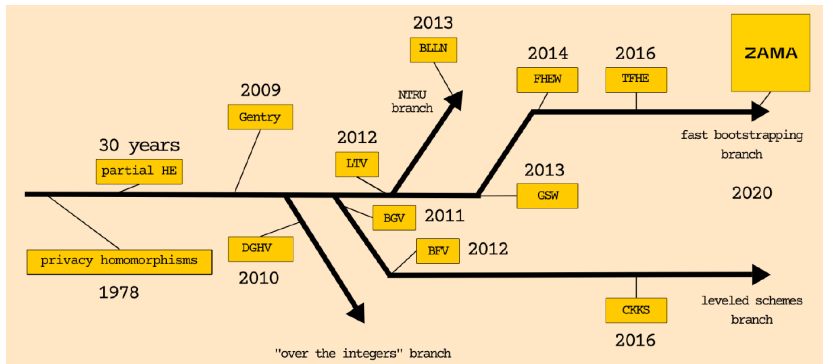 2013
BLLN
2014
2016
ZAMA
FHEW
TFHE
2009
NTRU
branch
Gentry
30 years
2012
fast bootstrapping
branch
partial HE
LTV
2013
GSW
2020
BGV
2011
privacy homomorphisms
DGHV
BFV
2012
1978
2010
CKKS
leveled schemes
branch
2016
"over the integers" branch